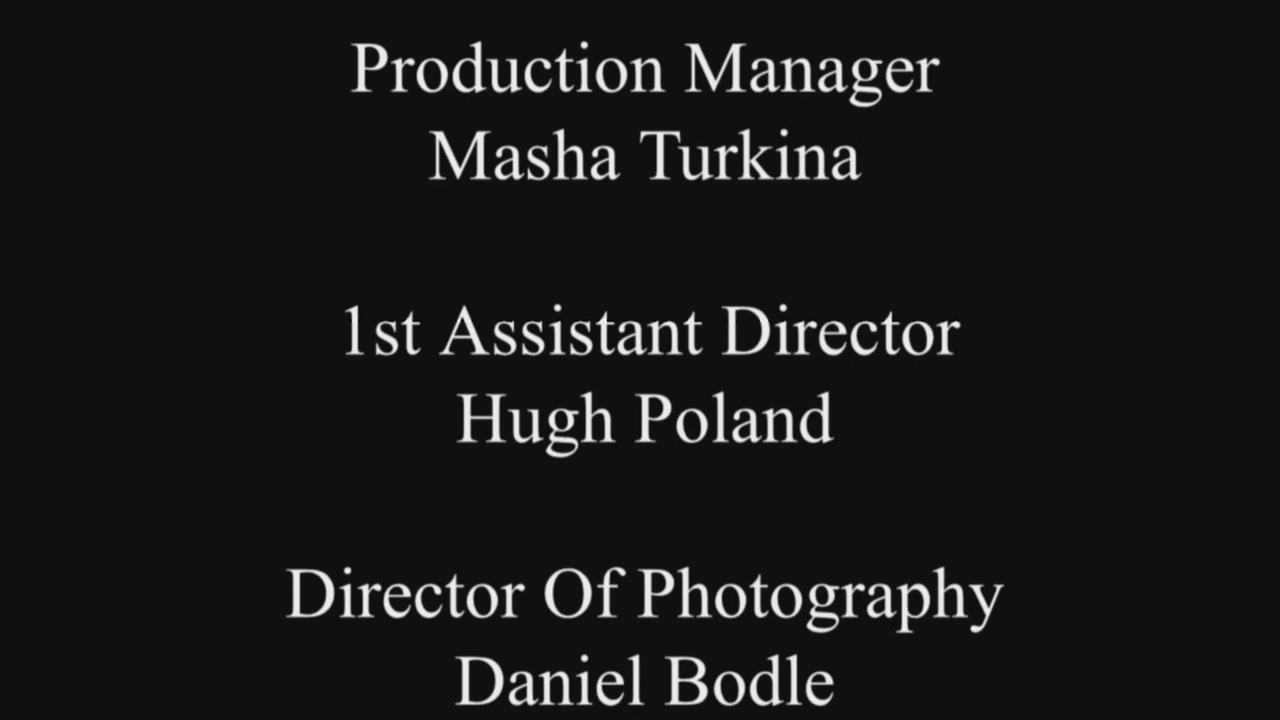 Production Manager
Masha Turkina
1st Assistant Director
Hugh Poland
Director Of Photography
Daniel Bodle